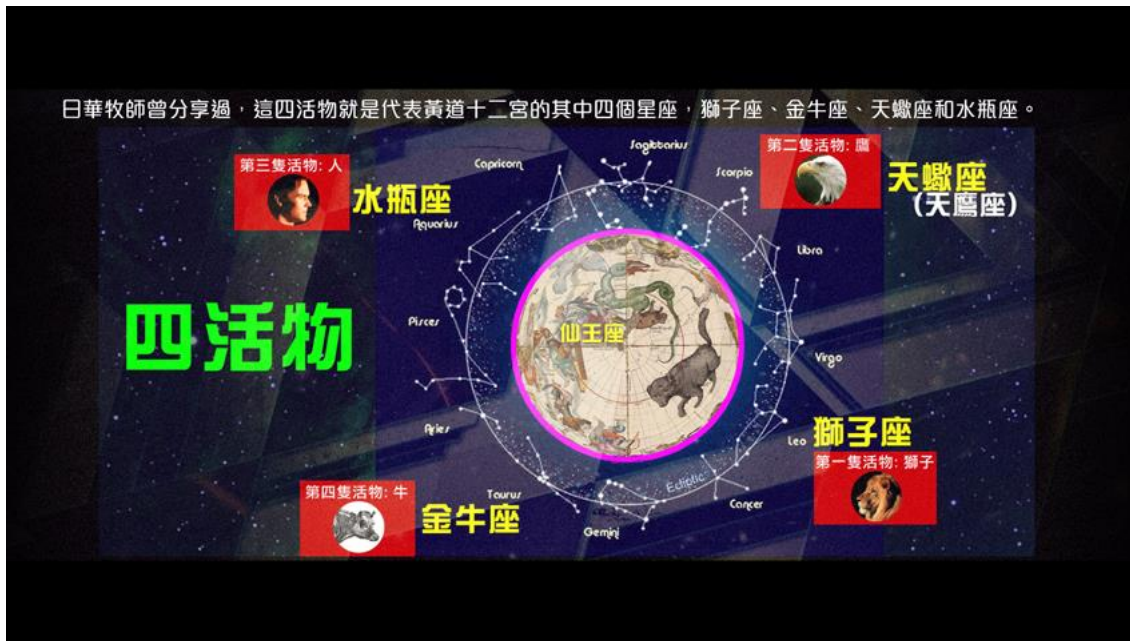 日華牧師曾分享過，這四活物就是代表黃道十二宮的其中四個星座，獅子座、金牛座、天蠍座和水瓶座。
第三隻活物: 人
水瓶座
Capricorn
Sagittarius
Scorpio
第二隻活物: 鷹
天蠍座
(天鷹座)
Aquarius
Libra
四活物
Pisces
仙王座
Virgo
Aries
Leo
獅子座
第一隻活物: 獅子
第四隻活物: 牛
Taurus
金牛座
Gemini
Ecliptic
Cancer